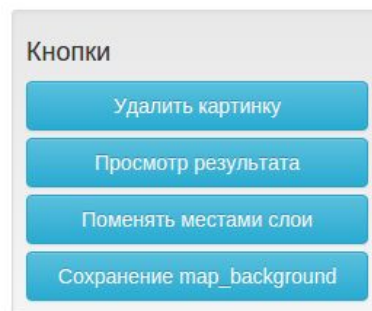 Кнопки
Удалить картинку
Просмотр результата
Поменять местами слои
Сохранение map_background